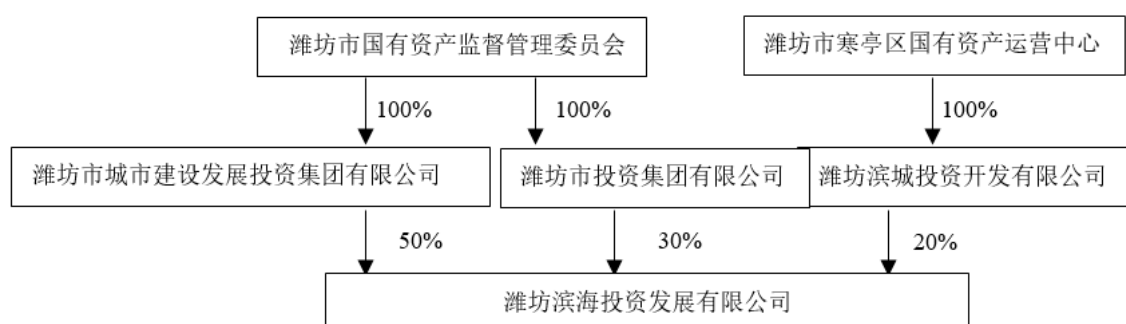 潍坊市国有资产监督管理委员会
潍坊市寒亭区国有资产运营中心
100%
100%
100%
潍坊市城市建设发展投资集团有限公司
潍坊市投资集团有限公司
潍坊滨城投资开发有限公司
50%
30%
20%
潍坊滨海投资发展有限公司